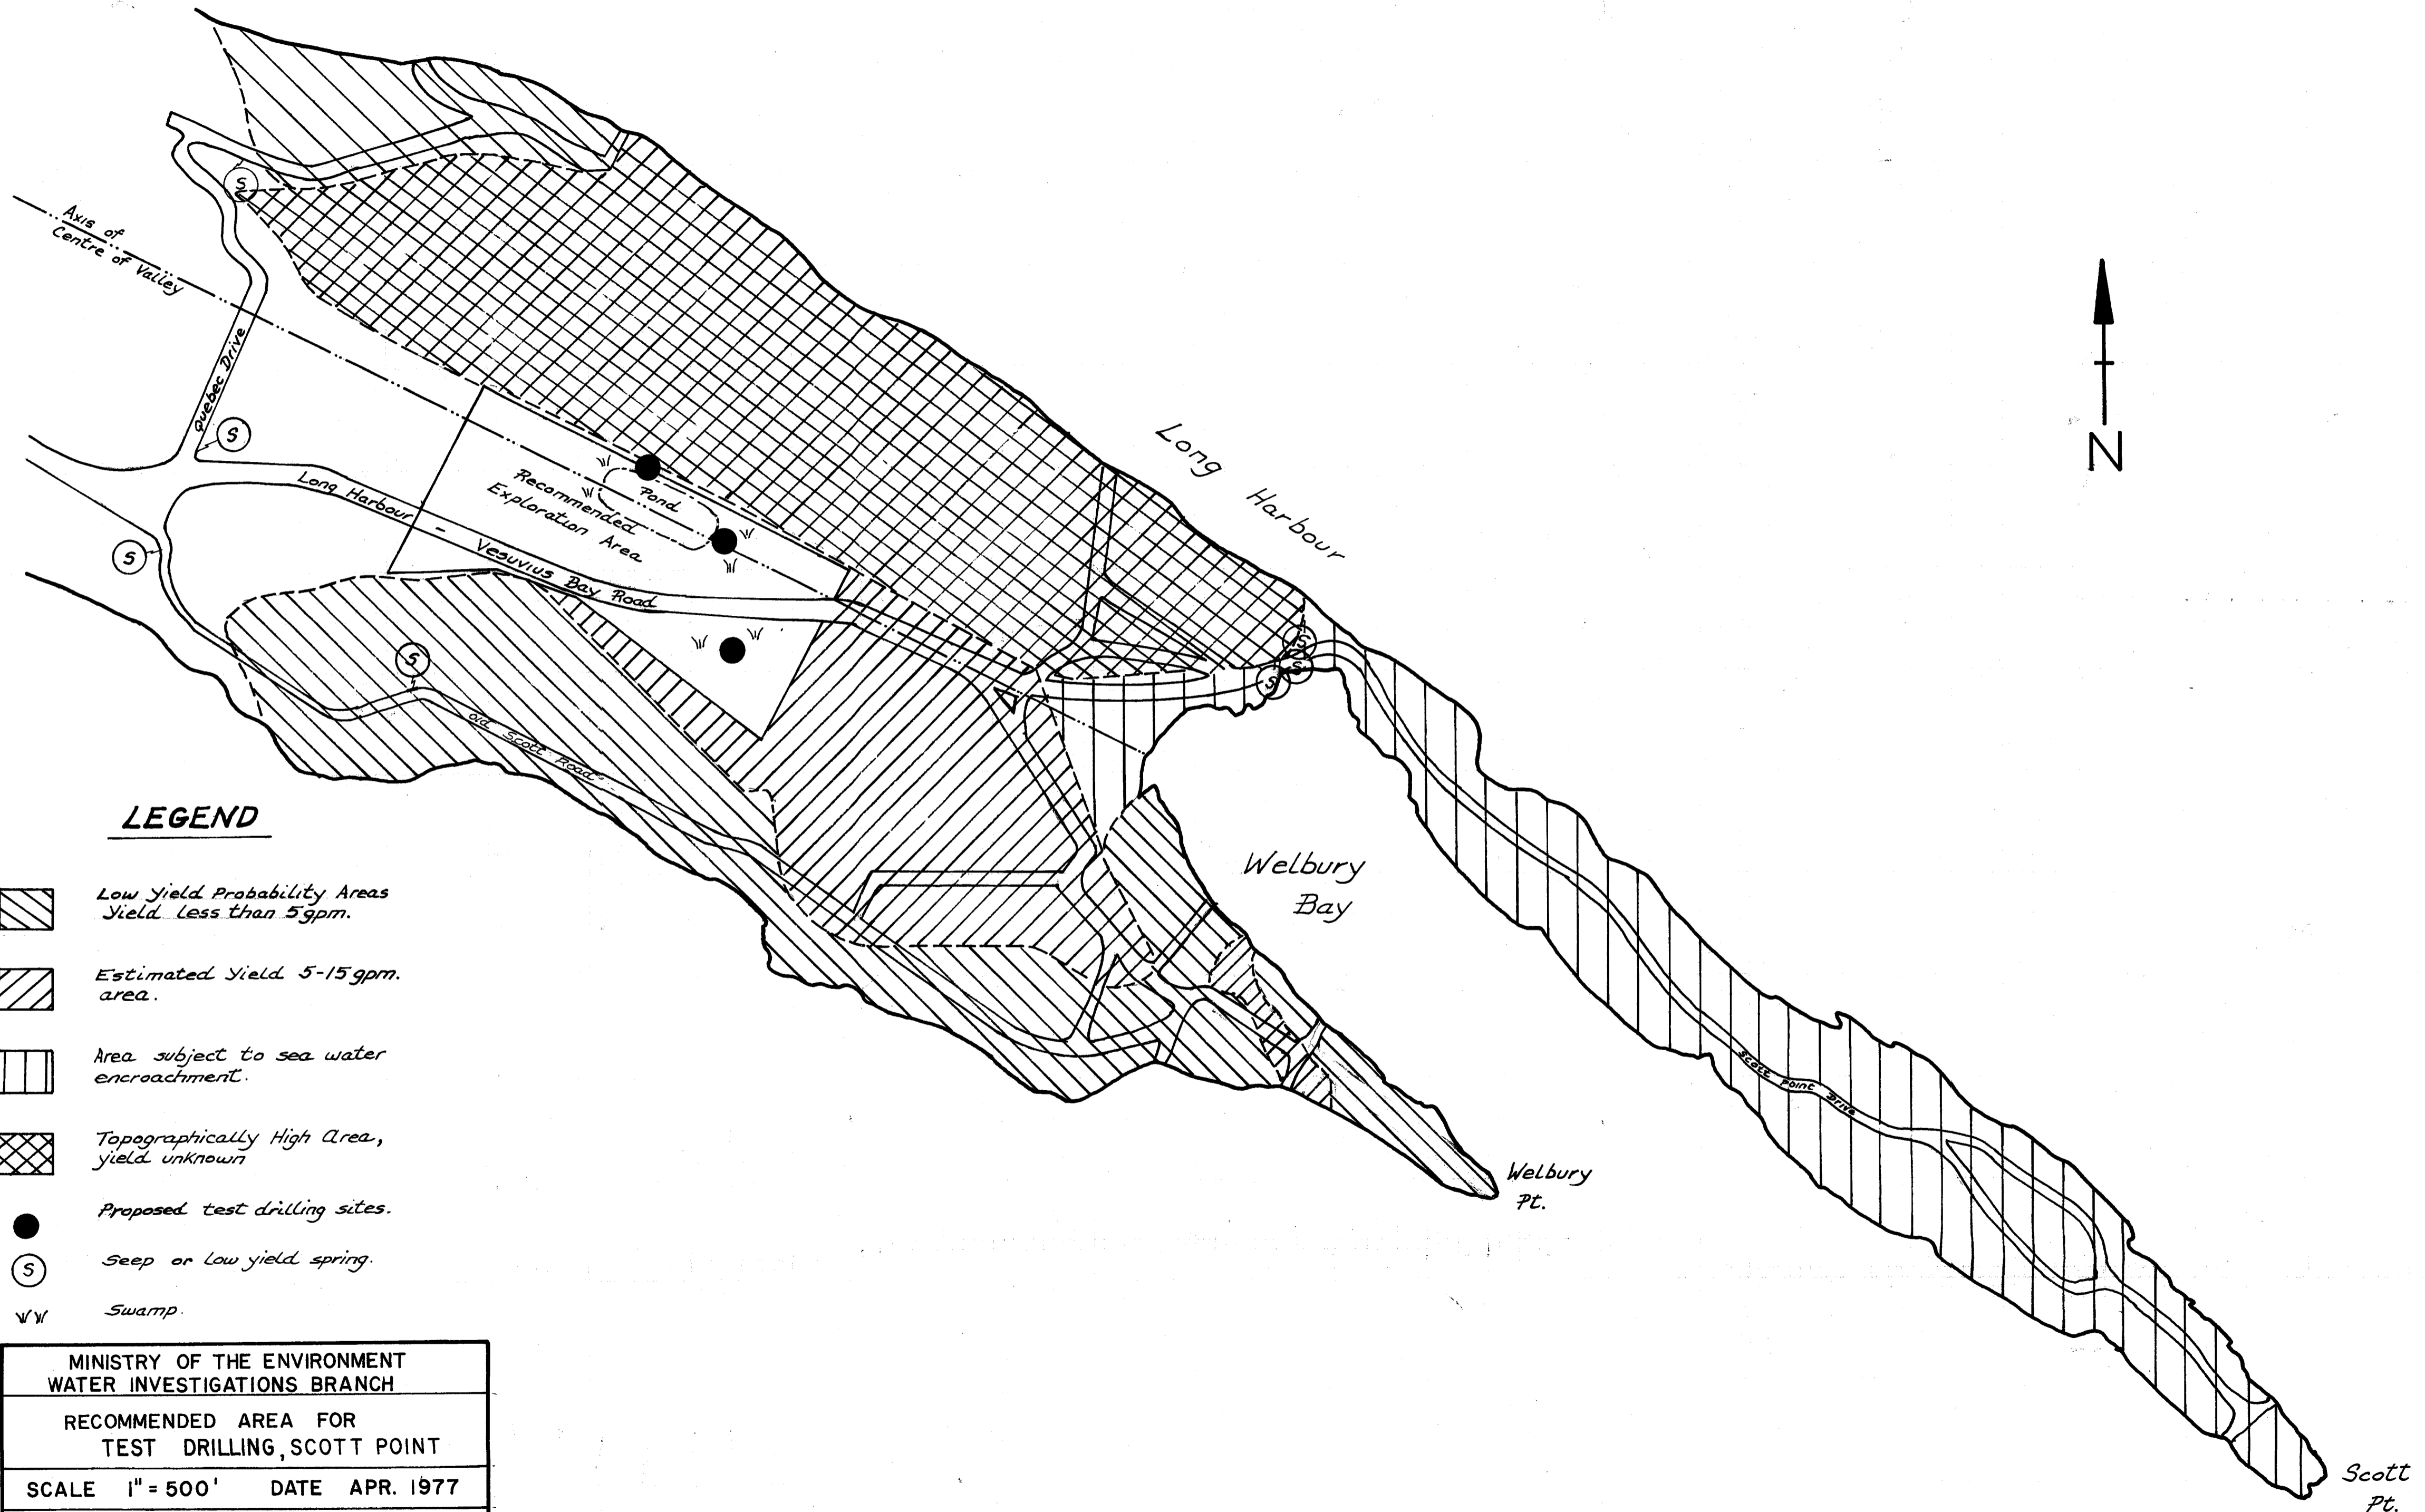 Axis of
Centre of Valley
Quebec Drive
S
S
S
S
Long Harbour - Vesuvius Bay Road
Recommended
Exploration Area
Pond
Old Scott Road
Long Harbour
S
S
S
N
Welbury
Bay
Scott Point Drive
Welbury
Pt.
Scott
Pt.
LEGEND
Low Yield Probability Areas
Yield less than 5gpm.
Estimated Yield 5-15gpm.
area.
Area subject to sea water
encroachment.
Topographically High Area,
yield unknown
Proposed test drilling sites.
S
Seep or Low yield spring.
Swamp.
MINISTRY OF THE ENVIRONMENT
WATER INVESTIGATIONS BRANCH
RECOMMENDED AREA FOR
TEST DRILLING, SCOTT POINT
SCALE 1" = 500' DATE APR. 1977